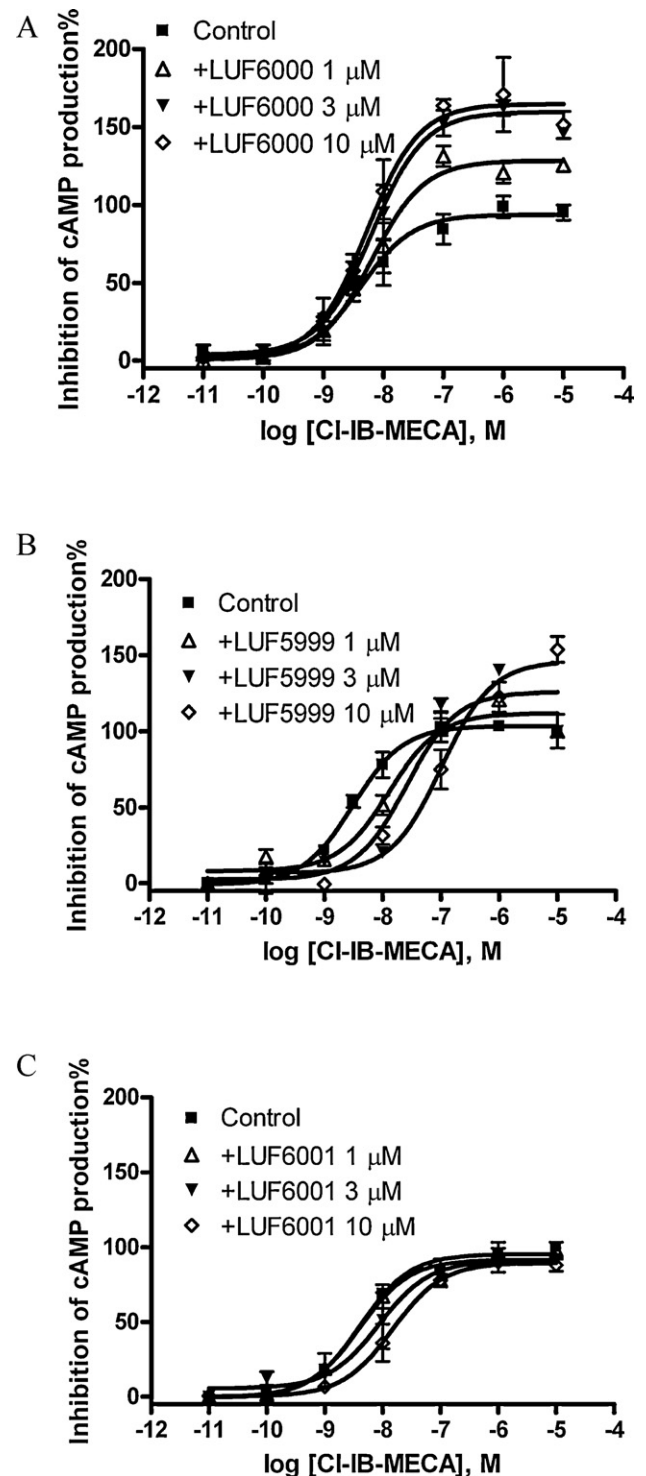 A
Inhibition of cAMP production%
200
150
100
50
0
Control
+LUF6000 1 μM
+LUF6000 3 μM
+LUF6000 10 μM
-12 -11 -10 -9 -8 -7 -6 -5 -4
log [Cl-IB-MECA], M
B
Inhibition of cAMP production%
200
150
100
50
0
Control
+LUF5999 1 μM
+LUF5999 3 μM
+LUF5999 10 μM
-12 -11 -10 -9 -8 -7 -6 -5 -4
log [Cl-IB-MECA], M
C
Inhibition of cAMP production%
200
150
100
50
0
Control
+LUF6001 1 μM
+LUF6001 3 μM
+LUF6001 10 μM
-12 -11 -10 -9 -8 -7 -6 -5 -4
log [Cl-IB-MECA], M